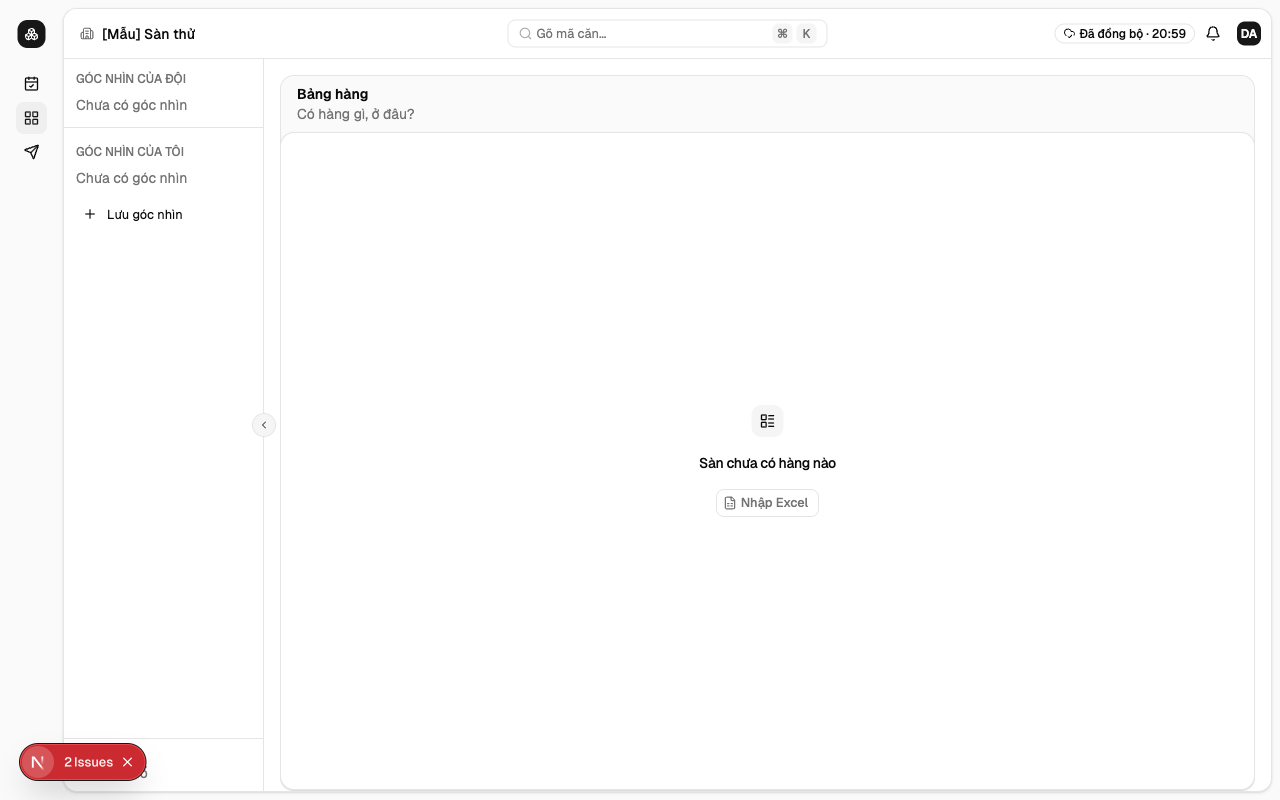 [Mẫu] Sàn thử
Gõ mã căn...
⌘ K
Đã đồng bộ · 20:59
DA
GÓC NHÌN CỦA ĐỘI
Chưa có góc nhìn
GÓC NHÌN CỦA TÔI
Chưa có góc nhìn
Lưu góc nhìn
Bảng hàng
Có hàng gì, ở đâu?
Sàn chưa có hàng nào
Nhập Excel
N 2 Issues